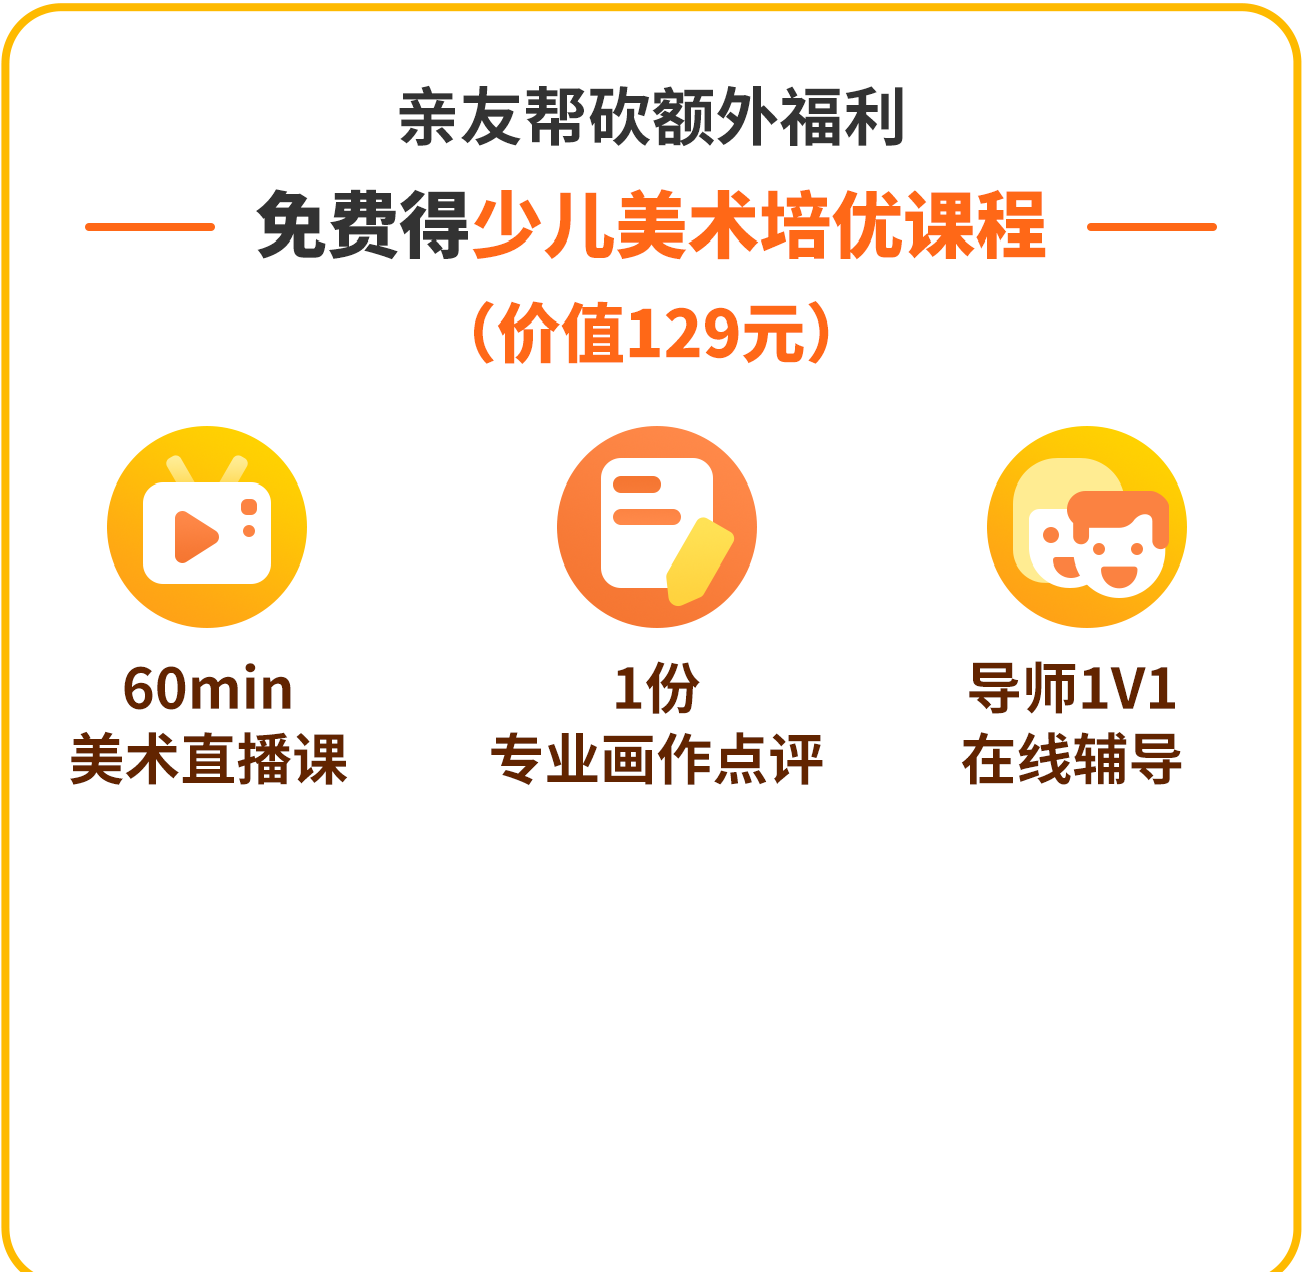 亲友帮砍额外福利
免费得少儿美术培优课程
（价值129元）
60min
美术直播课
1份
专业画作点评
导师1V1
在线辅导